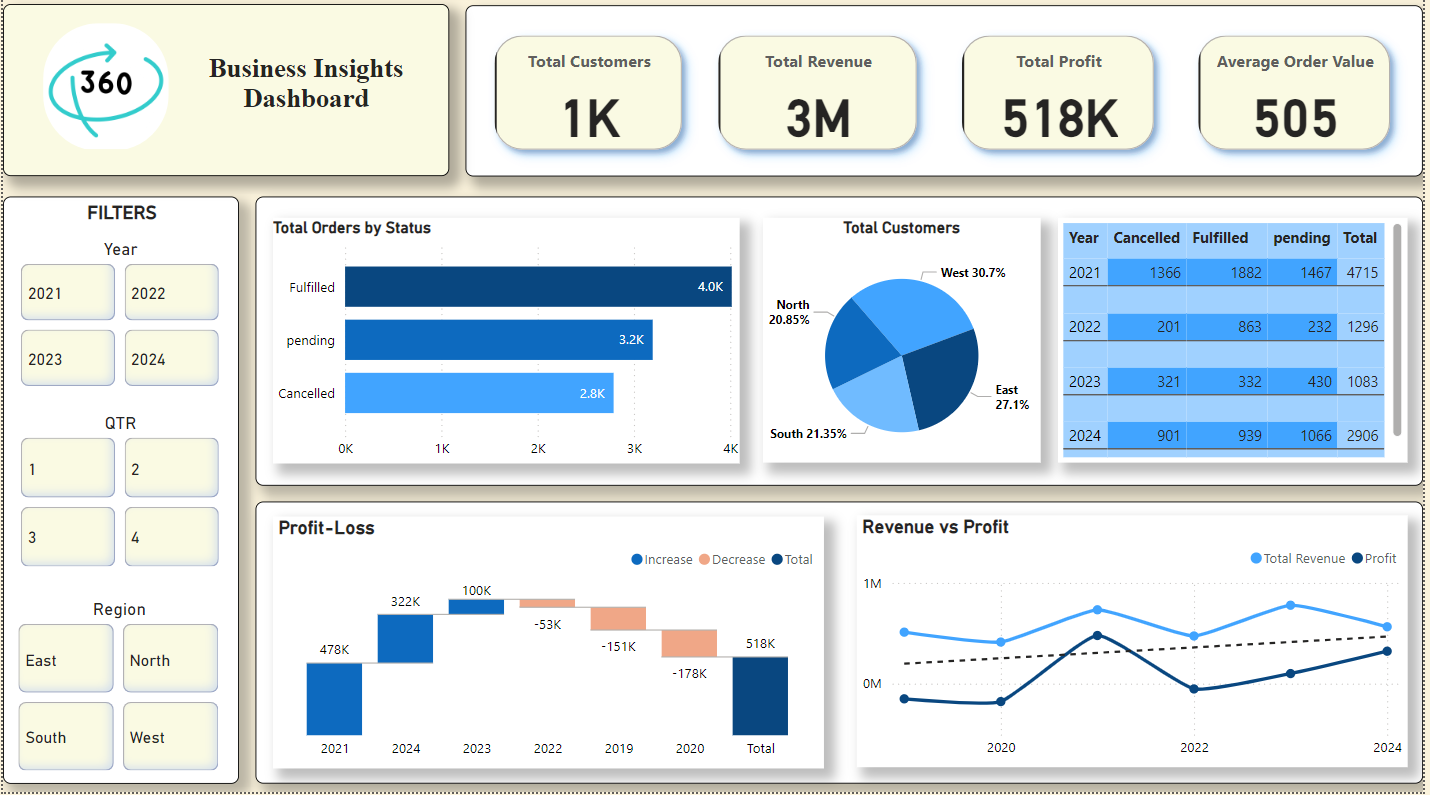 360
Business Insights
Dashboard
Total Customers
1K
Total Revenue
3M
Total Profit
518K
Average Order Value
505
FILTERS
Year
2021 2022
2023 2024
QTR
1 2
3 4
Region
East North
South West
Total Orders by Status
Fulfilled 4.0K
pending 3.2K
Cancelled 2.8K
0K 1K 2K 3K 4K
Total Customers
West 30.7%
North
20.85%
East
27.1%
South 21.35%
Year Cancelled Fulfilled pending Total
2021 1366 1882 1467 4715
2022 201 863 232 1296
2023 321 332 430 1083
2024 901 939 1066 2906
Profit-Loss
Increase Decrease Total
478K 322K 100K -53K -151K -178K 518K
2021 2024 2023 2022 2019 2020 Total
Revenue vs Profit
Total Revenue Profit
1M
0M
2020 2022 2024